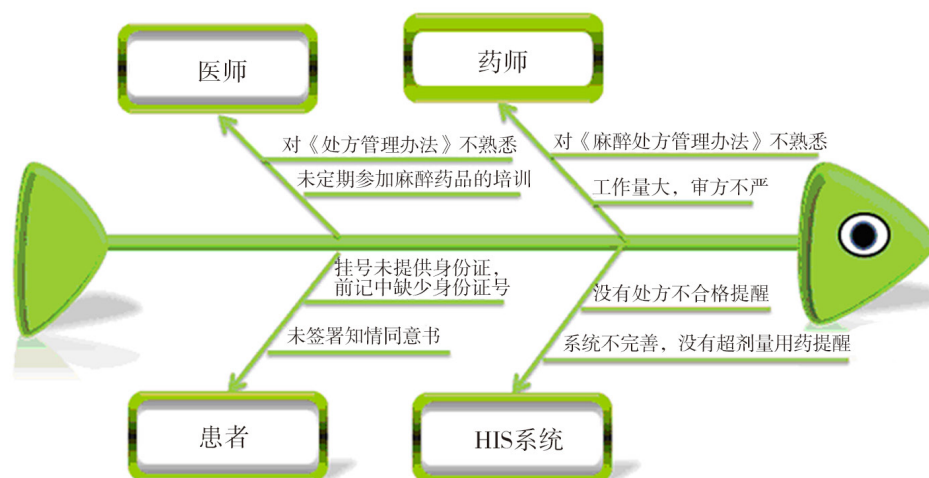 医师
药师
对《处方管理办法》不熟悉
未定期参加麻醉药品的培训
对《麻醉处方管理办法》不熟悉
工作量大，审方不严
挂号未提供身份证，
前记中缺少身份证号
未签署知情同意书
没有处方不合格提醒
系统不完善，没有超剂量用药提醒
患者
HIS系统